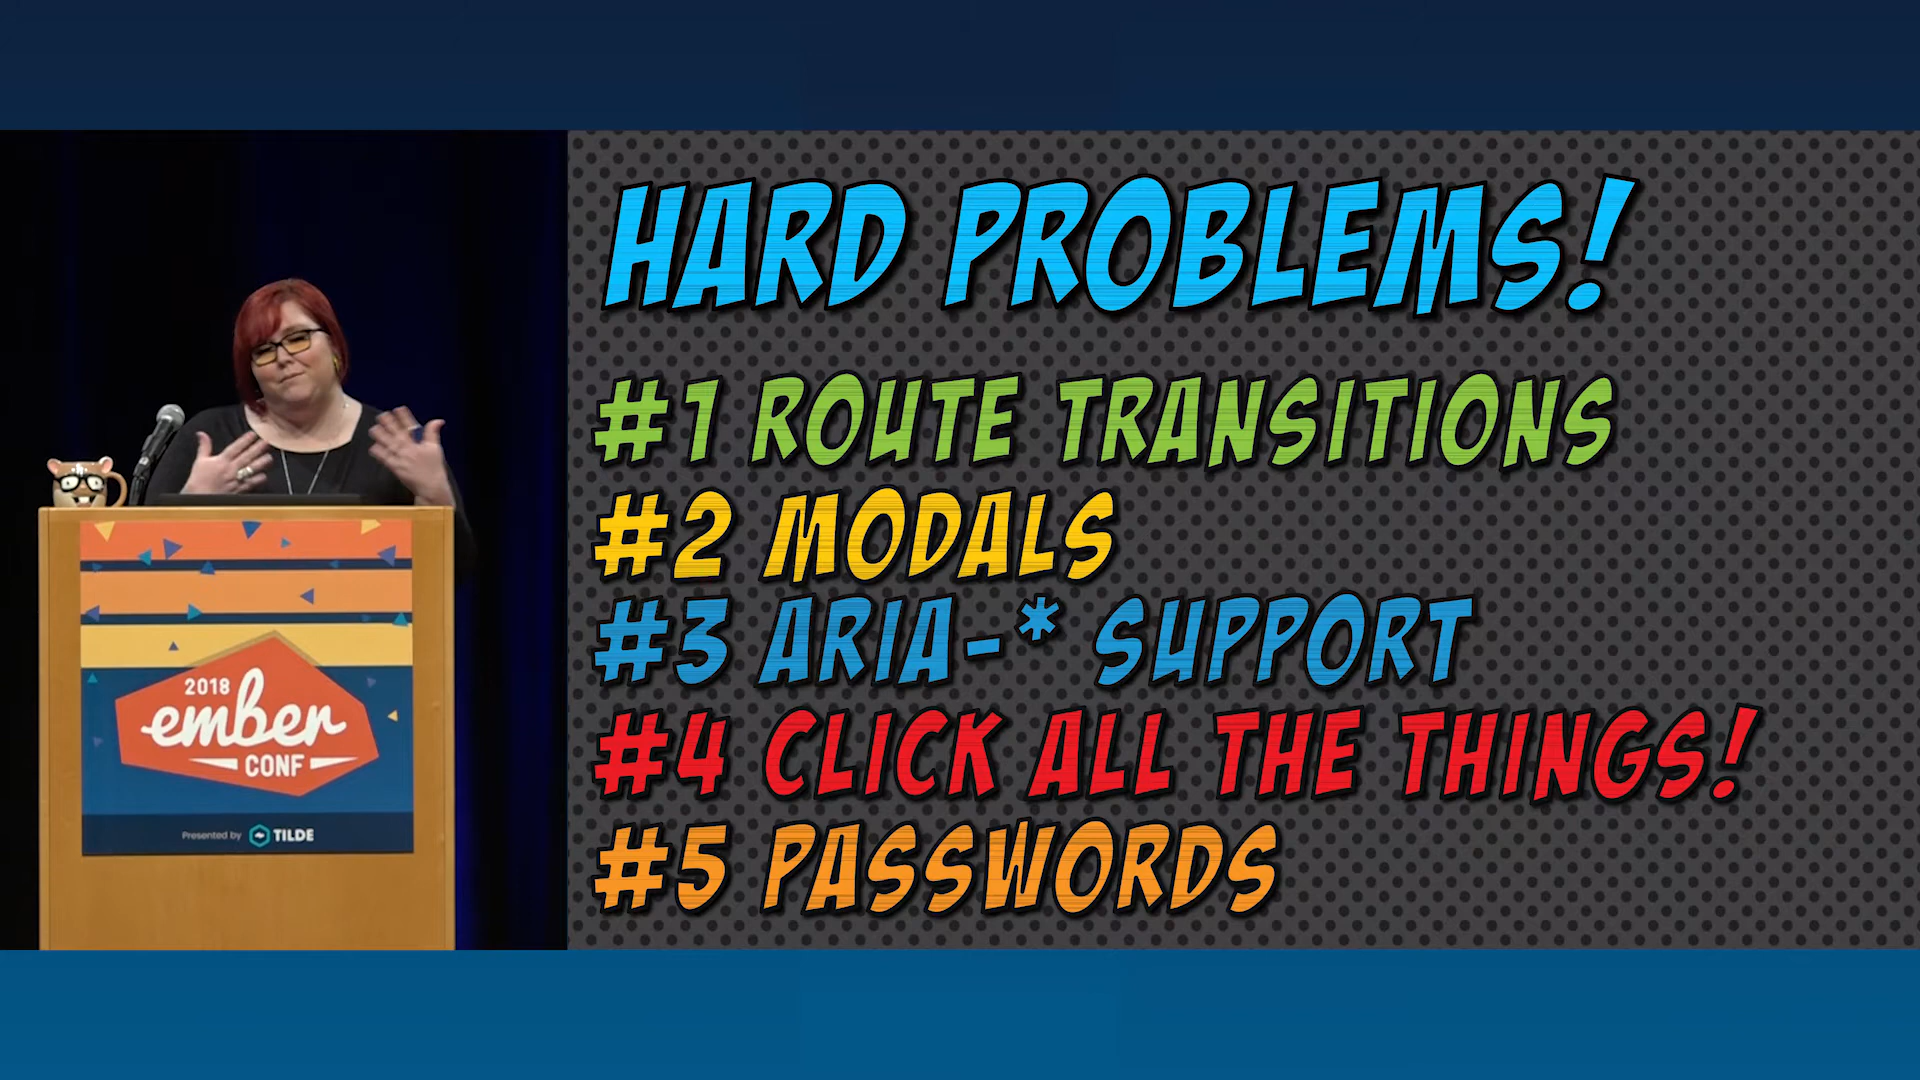 HARD PROBLEMS!
#1 ROUTE TRANSITIONS
#2 MODALS
#3 ARIA-* SUPPORT
#4 CLICK ALL THE THINGS!
#5 PASSWORDS
2018
ember
CONF
Presented by TILDE